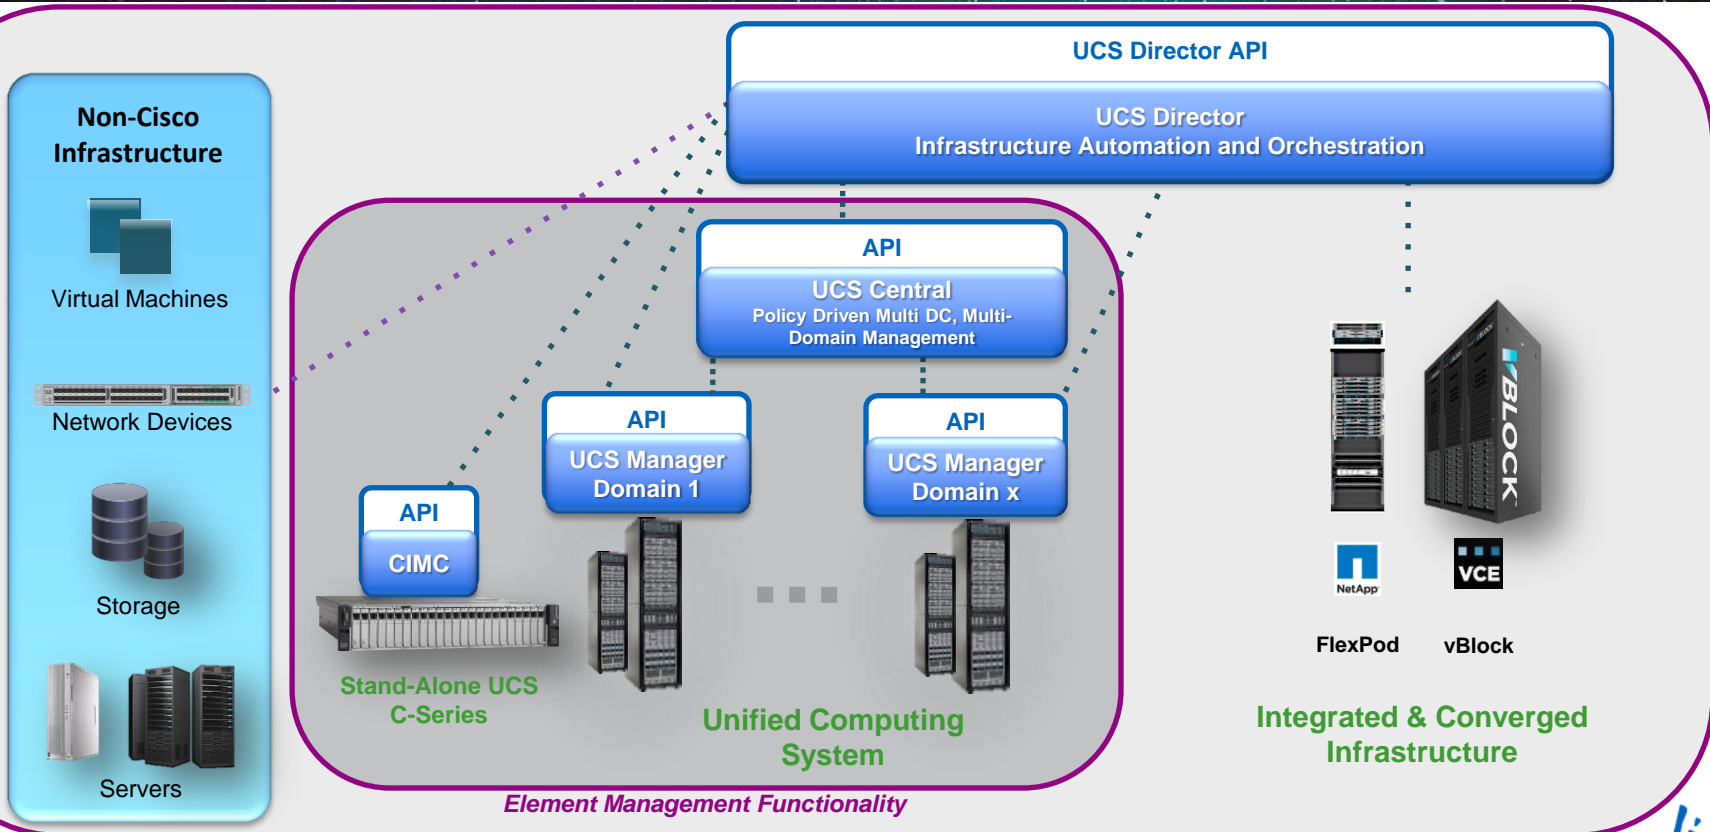 UCS Director API
UCS Director
Infrastructure Automation and Orchestration
Non-Cisco
Infrastructure
Virtual Machines
Network Devices
Storage
Servers
API
UCS Central
Policy Driven Multi DC, Multi-
Domain Management
API
UCS Manager
Domain 1
API
UCS Manager
Domain x
API
CIMC
Stand-Alone UCS
C-Series
Unified Computing
System
Element Management Functionality
VBLOCK
NetApp
VCE
FlexPod
vBlock
Integrated & Converged
Infrastructure